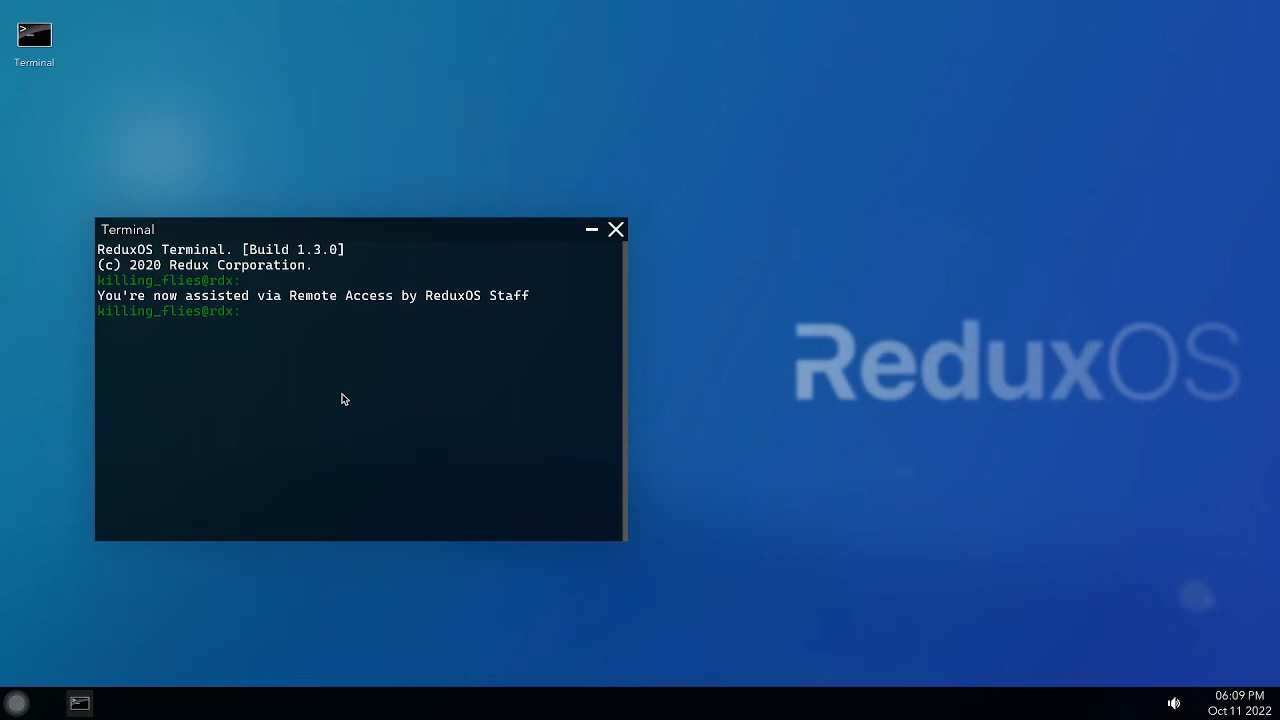 Terminal
Terminal
ReduxOS Terminal. [Build 1.3.0]
(c) 2020 Redux Corporation.
killing_flies@rdx:
You're now assisted via Remote Access by ReduxOS Staff
killing_flies@rdx:
ReduxOS
06:09 PM
Oct 11 2022